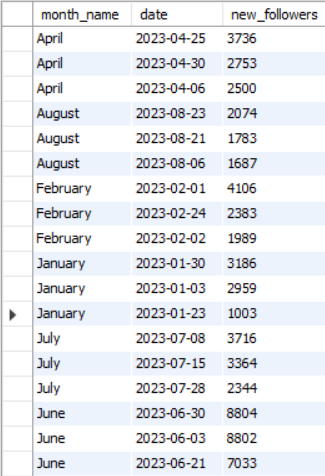 month_name date new_followers
April 2023-04-25 3736
April 2023-04-30 2753
April 2023-04-06 2500
August 2023-08-23 2074
August 2023-08-21 1783
August 2023-08-06 1687
February 2023-02-01 4106
February 2023-02-24 2383
February 2023-02-02 1989
January 2023-01-30 3186
January 2023-01-03 2959
January 2023-01-23 1003
July 2023-07-08 3716
July 2023-07-15 3364
July 2023-07-28 2344
June 2023-06-30 8804
June 2023-06-03 8802
June 2023-06-21 7033